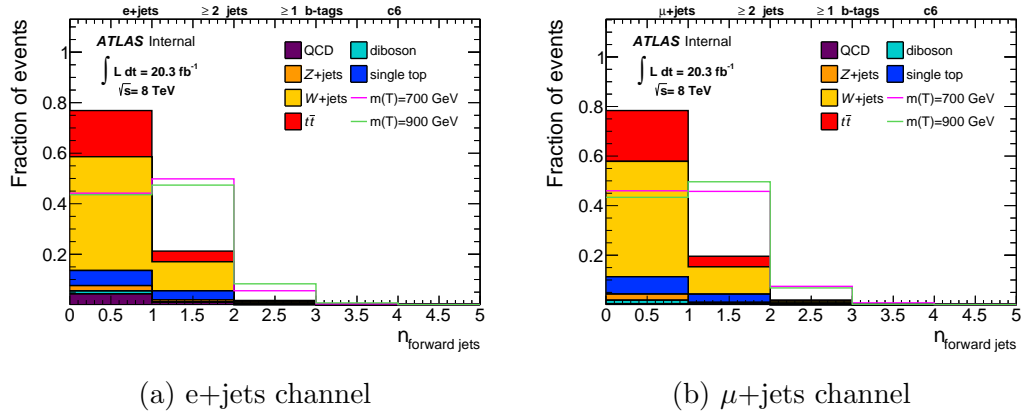 e+jets ≥ 2 jets ≥ 1 b-tags c6
Fraction of events
1
0.8
0.6
0.4
0.2
ATLAS Internal
∫ L dt = 20.3 fb⁻¹
√s= 8 TeV
QCD diboson
Z+jets single top
W+jets m(T)=700 GeV
tt̄ m(T)=900 GeV
0 0.5 1 1.5 2 2.5 3 3.5 4 4.5 5
n forward jets
(a) e+jets channel
μ+jets ≥ 2 jets ≥ 1 b-tags c6
Fraction of events
1
0.8
0.6
0.4
0.2
ATLAS Internal
∫ L dt = 20.3 fb⁻¹
√s= 8 TeV
QCD diboson
Z+jets single top
W+jets m(T)=700 GeV
tt̄ m(T)=900 GeV
0 0.5 1 1.5 2 2.5 3 3.5 4 4.5 5
n forward jets
(b) μ+jets channel